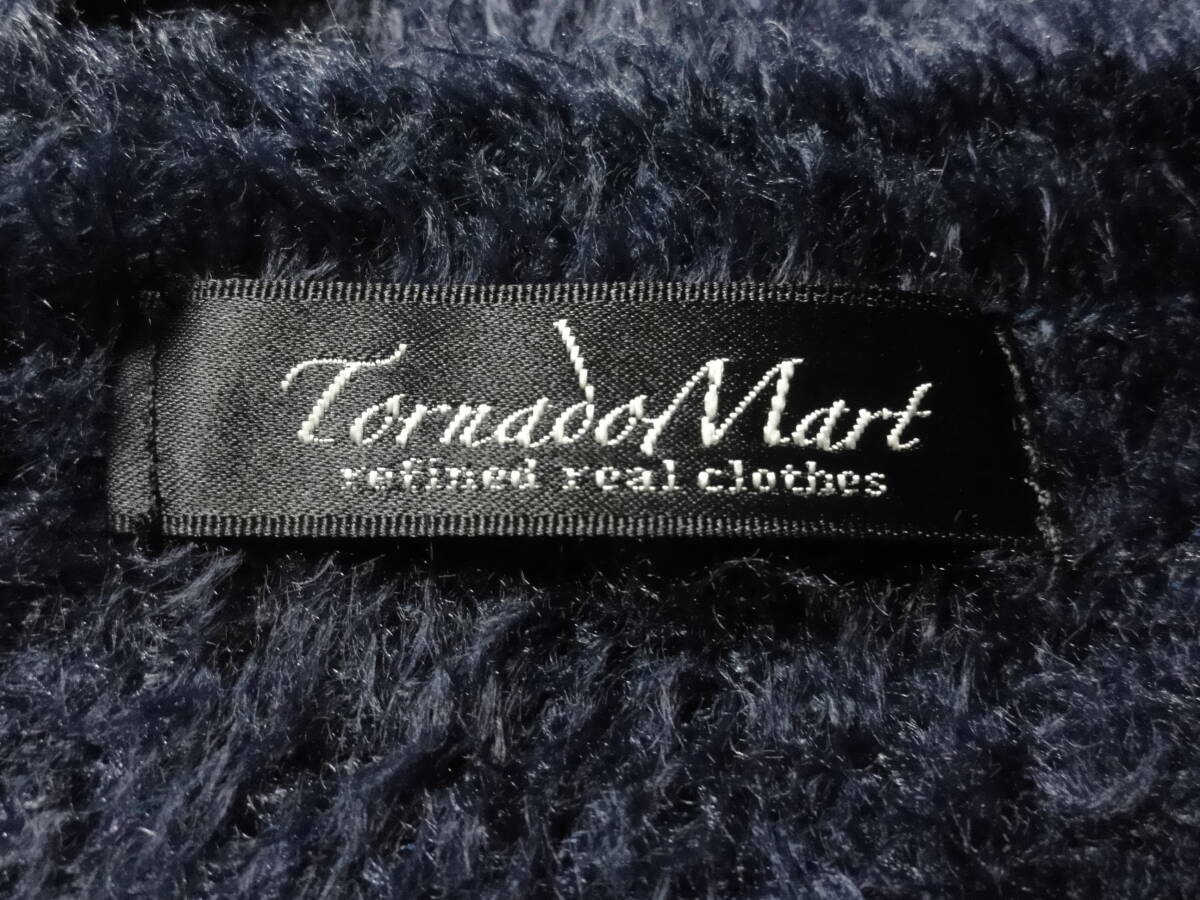 TornadoMart
refined real clothes